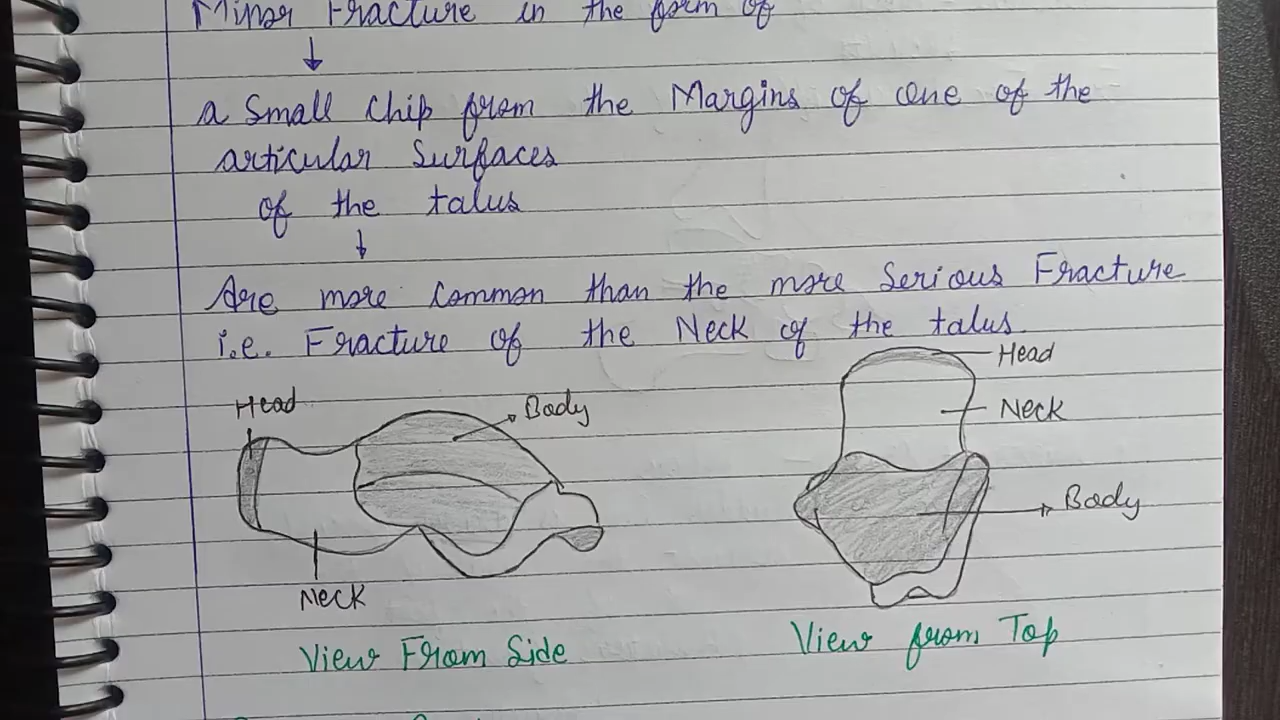 Minor Fracture in the form of
↓
a Small Chip from the Margins of one of the
articular Surfaces
of the talus
↓
Are more Common than the more Serious Fracture
i.e. Fracture of the Neck of the talus.
Head
Body
Neck
View From Side
Head
Neck
Body
View from Top